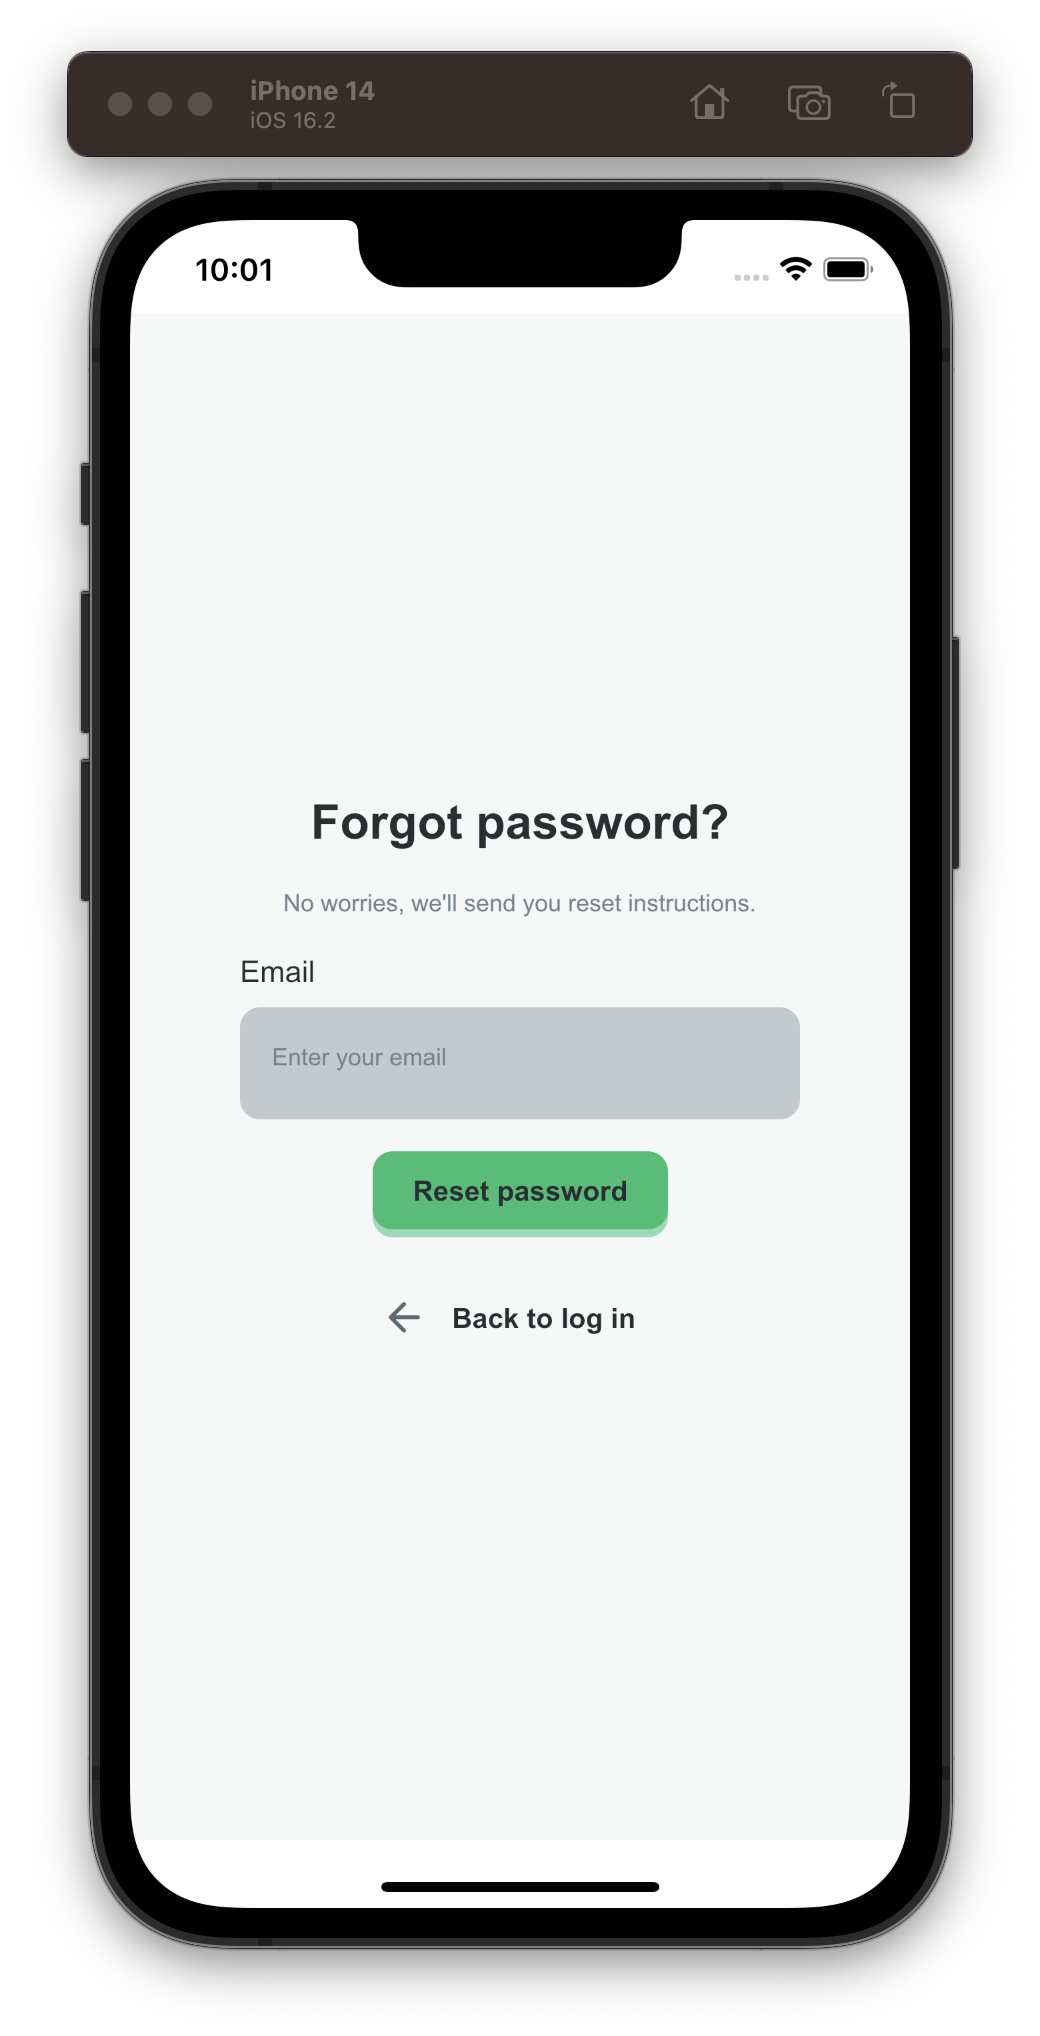 iPhone 14
iOS 16.2
10:01
Forgot password?
No worries, we'll send you reset instructions.
Email
Enter your email
Reset password
Back to log in